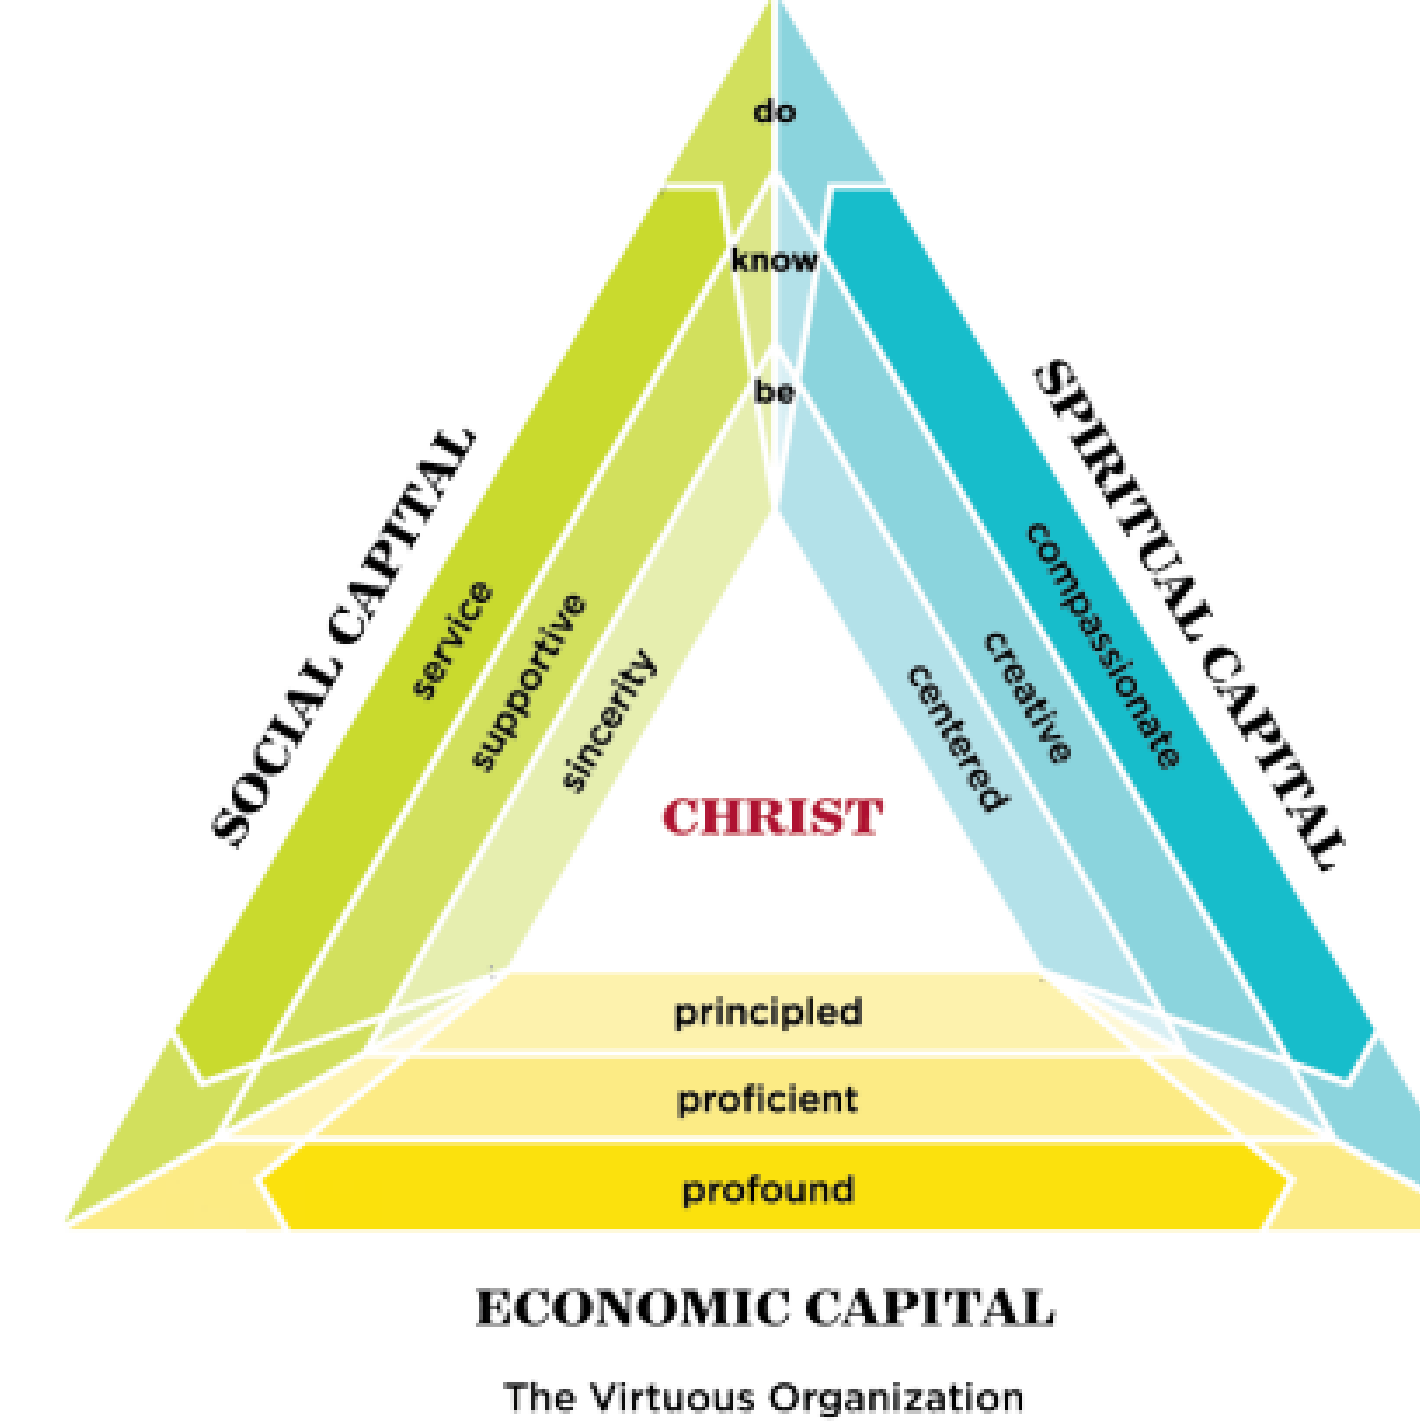 do
know
be
SOCIAL CAPITAL
service
supportive
sincerity
SPIRITUAL CAPITAL
compassionate
creative
centered
CHRIST
principled
proficient
profound
ECONOMIC CAPITAL
The Virtuous Organization